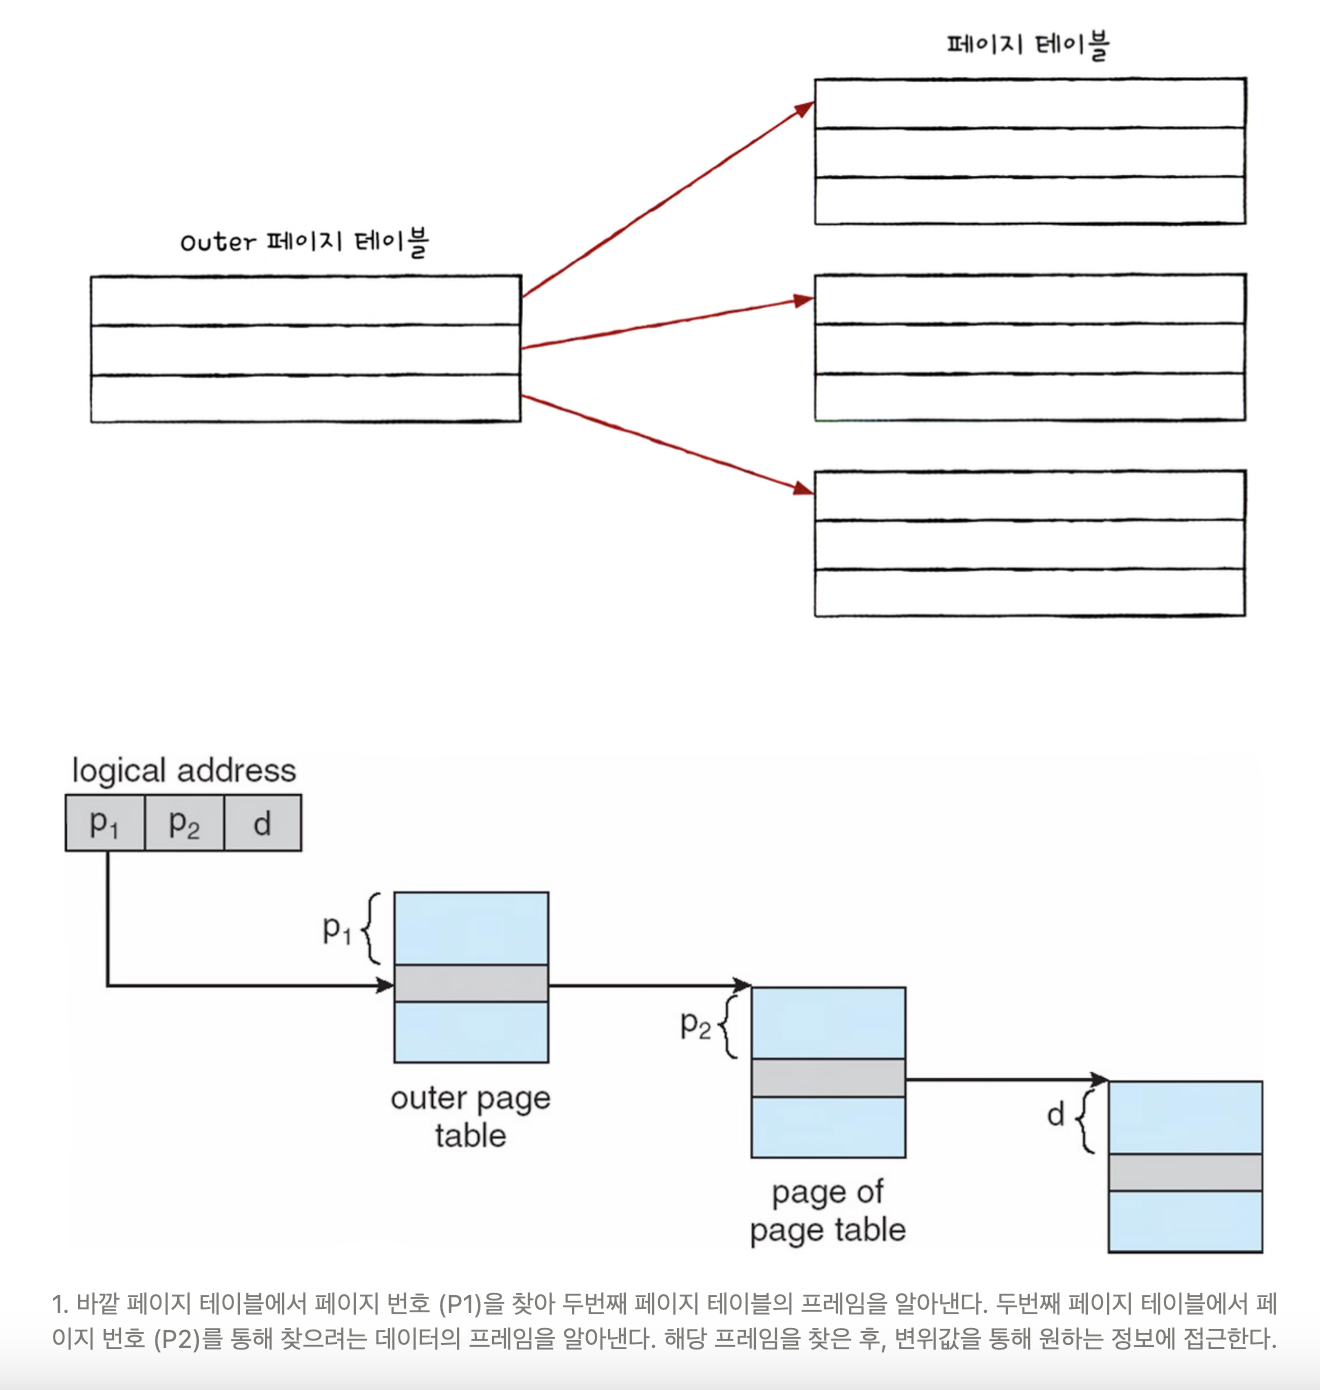 페이지 테이블
outer 페이지 테이블
logical address
p1 p2 d
p1
outer page
table
p2
page of
page table
d
1. 바깥 페이지 테이블에서 페이지 번호 (P1)을 찾아 두번째 페이지 테이블의 프레임을 알아낸다. 두번째 페이지 테이블에서 페
이지 번호 (P2)를 통해 찾으려는 데이터의 프레임을 알아낸다. 해당 프레임을 찾은 후, 변위값을 통해 원하는 정보에 접근한다.